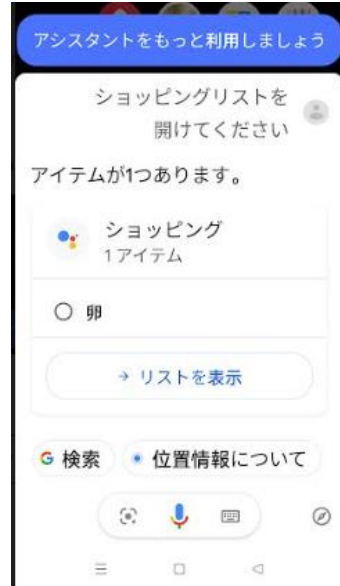 アシスタントをもっと利用しましょう
ショッピングリストを
開けてください
アイテムが1つあります。
ショッピング
1アイテム
卵
リストを表示
検索
位置情報について